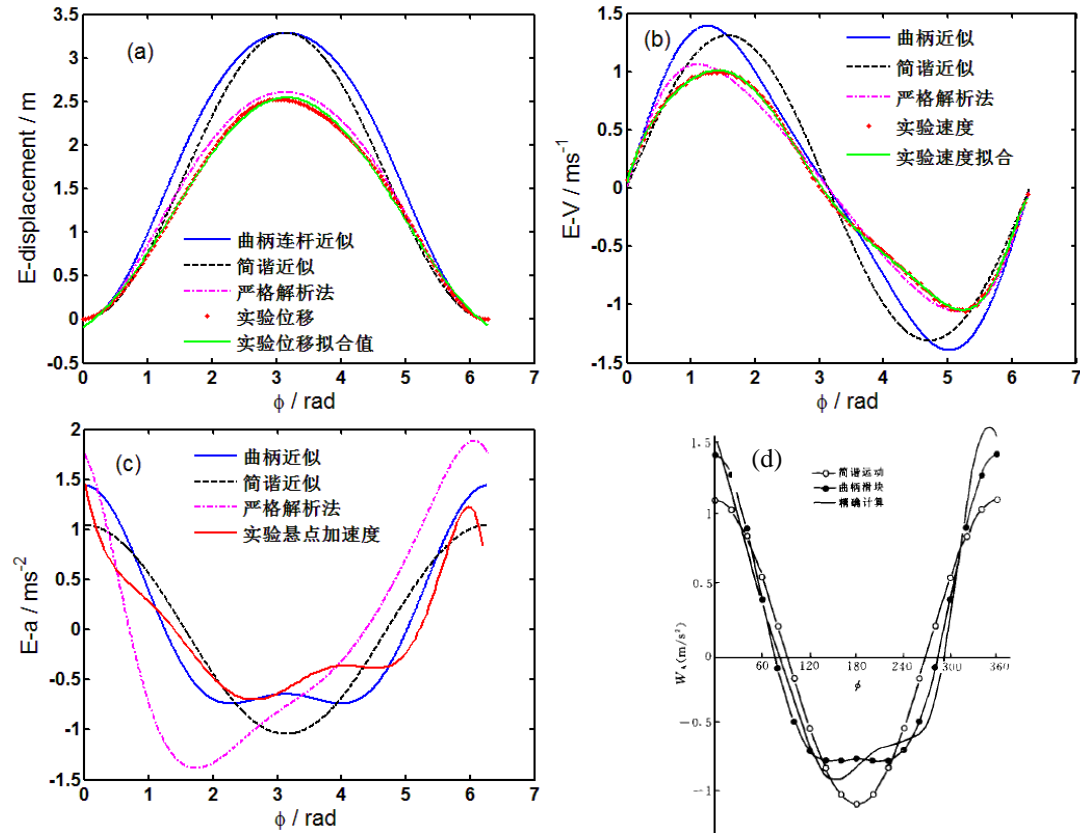 (a)
E-displacement / m
3.5
3
2.5
2
1.5
1
3.5
0
-0.5
0 1 2 3 4 5 6 7
ϕ / rad
曲柄连杆近似
简谐近似
严格解析法
实验位移
实验位移拟合值
(b)
E-V / ms⁻¹
1.5
1
0.5
0
-0.5
-1
-1.5
0 1 2 3 4 5 6 7
ϕ / rad
曲柄近似
简谐近似
严格解析法
实验速度
实验速度拟合
(c)
E-a / ms⁻²
2
1.5
1
0.5
0
-0.5
-1
-1.5
0 1 2 3 4 5 6 7
ϕ / rad
曲柄近似
简谐近似
严格解析法
实验悬点加速度
(d)
W_A (m/s²)
1.5
1
0.5
0
-0.5
-1
60 120 180 240 300 360
ϕ
简谐运动
曲柄滑块
精确计算